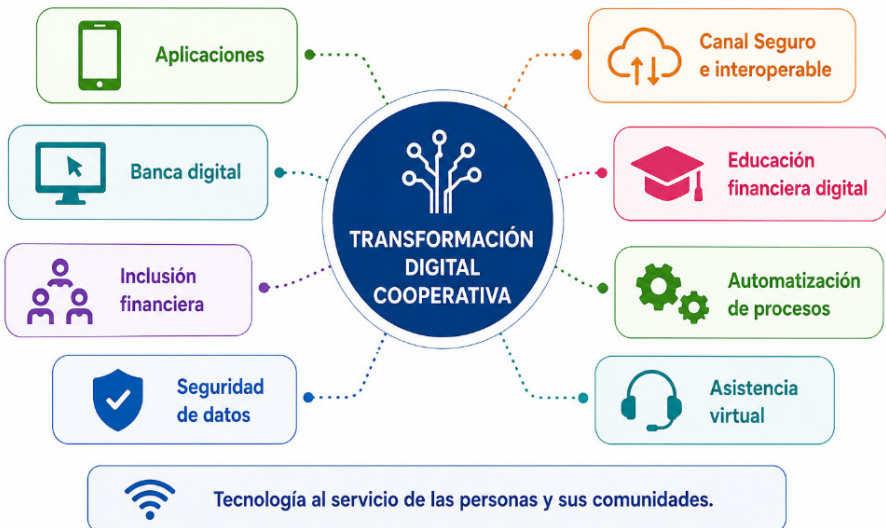 Aplicaciones
Canal Seguro
e interoperable
Banca digital
Educación
financiera digital
TRANSFORMACIÓN
DIGITAL
COOPERATIVA
Inclusión
financiera
Automatización
de procesos
Seguridad
de datos
Asistencia
virtual
Tecnología al servicio de las personas y sus comunidades.